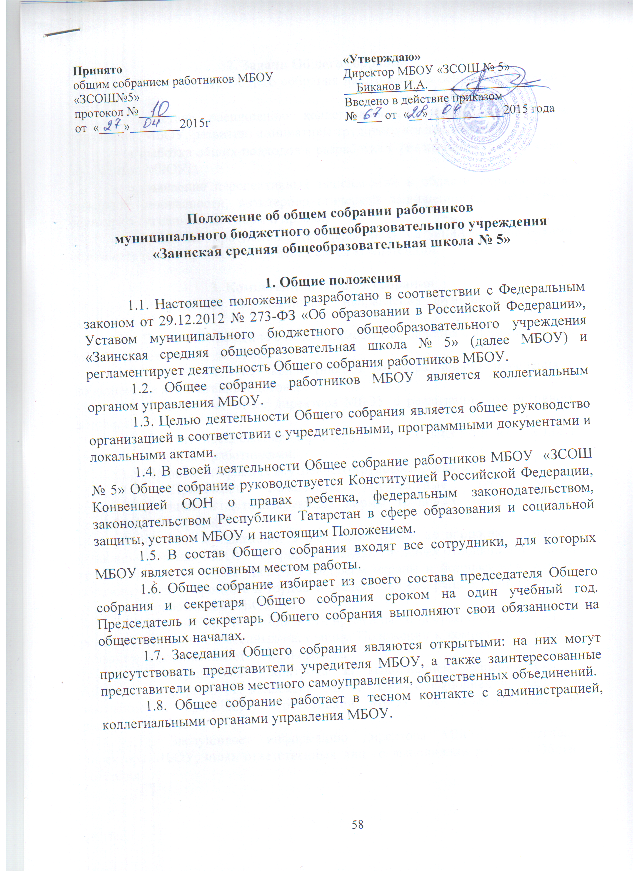 Принято
общим собранием работников МБОУ
«ЗСОШ№5»
протокол № 10
от «27» 04 2015г
«Утверждаю»
Директор МБОУ «ЗСОШ № 5»
Биканов И.А.
Введено в действие приказом
№ 67 от «28» 04 2015 года
Положение об общем собрании работников
муниципального бюджетного общеобразовательного учреждения
«Заинская средняя общеобразовательная школа № 5»
1. Общие положения
1.1. Настоящее положение разработано в соответствии с Федеральным
законом от 29.12.2012 № 273-ФЗ «Об образовании в Российской Федерации»,
Уставом муниципального бюджетного общеобразовательного учреждения
«Заинская средняя общеобразовательная школа № 5» (далее МБОУ) и
регламентирует деятельность Общего собрания работников МБОУ.
1.2. Общее собрание работников МБОУ является коллегиальным
органом управления МБОУ.
1.3. Целью деятельности Общего собрания является общее руководство
организацией в соответствии с учредительными, программными документами и
локальными актами.
1.4. В своей деятельности Общее собрание работников МБОУ «ЗСОШ
№ 5» Общее собрание руководствуется Конституцией Российской Федерации,
Конвенцией ООН о правах ребенка, федеральным законодательством,
законодательством Республики Татарстан в сфере образования и социальной
защиты, уставом МБОУ и настоящим Положением.
1.5. В состав Общего собрания входят все сотрудники, для которых
МБОУ является основным местом работы.
1.6. Общее собрание избирает из своего состава председателя Общего
собрания и секретаря Общего собрания сроком на один учебный год.
Председатель и секретарь Общего собрания выполняют свои обязанности на
общественных началах.
1.7. Заседания Общего собрания являются открытыми: на них могут
присутствовать представители учредителя МБОУ, а также заинтересованные
представители органов местного самоуправления, общественных объединений.
1.8. Общее собрание работает в тесном контакте с администрацией,
коллегиальными органами управления МБОУ.
58